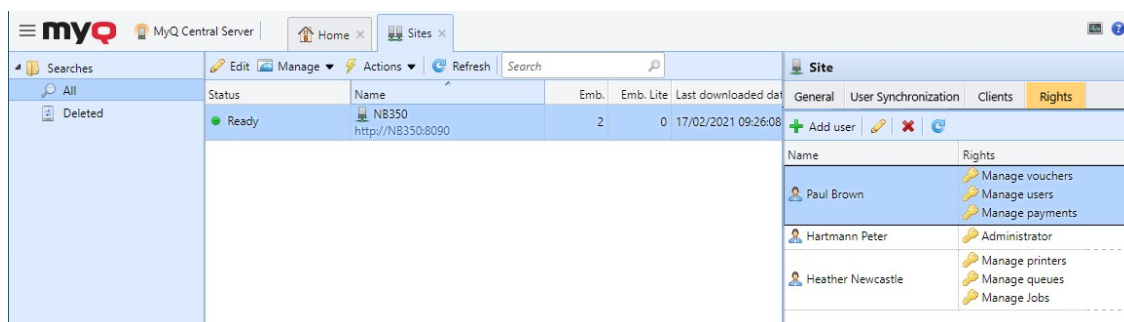 myQ MyQ Central Server Home Sites
Searches
All
Deleted
Edit Manage Actions Refresh Search
Status Name Emb. Emb. Lite Last downloaded dat
Ready NB350 2 0 17/02/2021 09:26:08
http://NB350:8090
Site
General User Synchronization Clients Rights
Add user
Name Rights
Paul Brown
Manage vouchers
Manage users
Manage payments
Hartmann Peter Administrator
Heather Newcastle
Manage printers
Manage queues
Manage Jobs